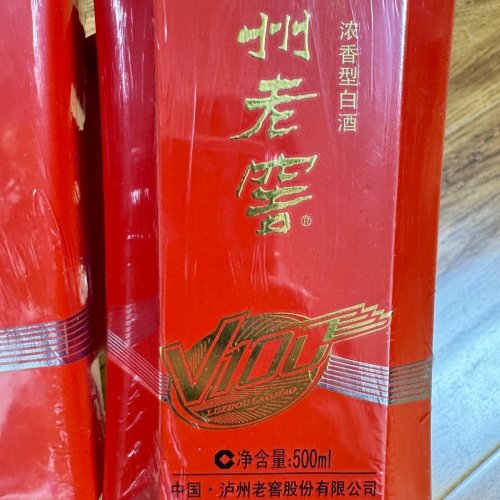 州老窖®
浓香型白酒
V100
LUZHOU LAOJIAO
净含量:500ml
中国·泸州老窖股份有限公司